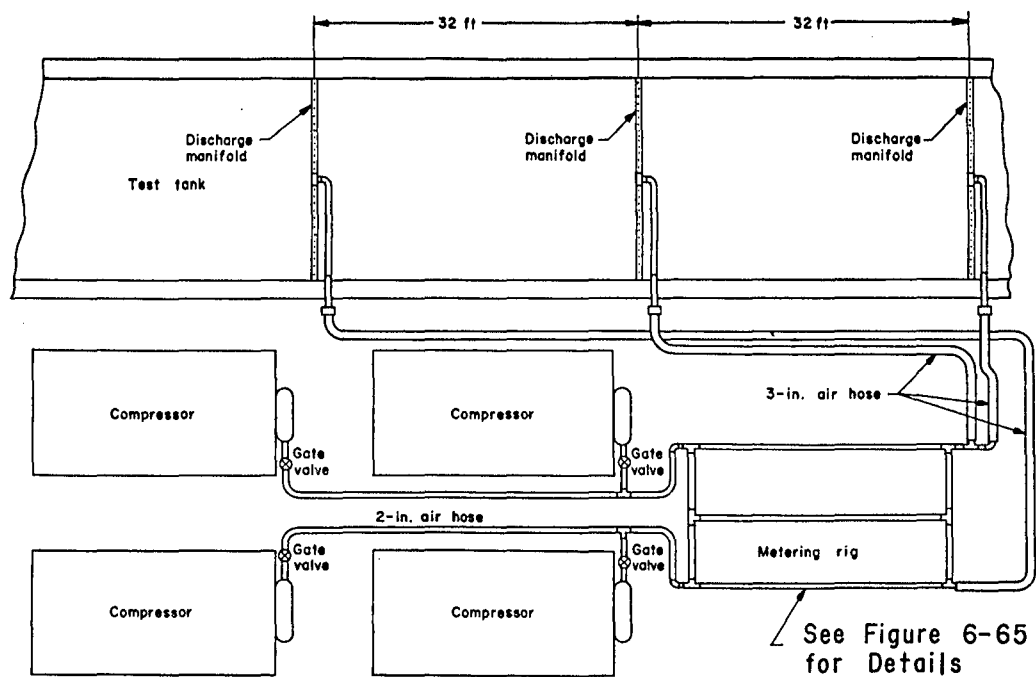 32 ft
32 ft
Discharge
manifold
Discharge
manifold
Discharge
manifold
Test tank
3-in. air hose
Compressor
Compressor
Gate
valve
Gate
valve
2-in. air hose
Gate
valve
Gate
valve
Metering rig
Compressor
Compressor
See Figure 6-65
for Details